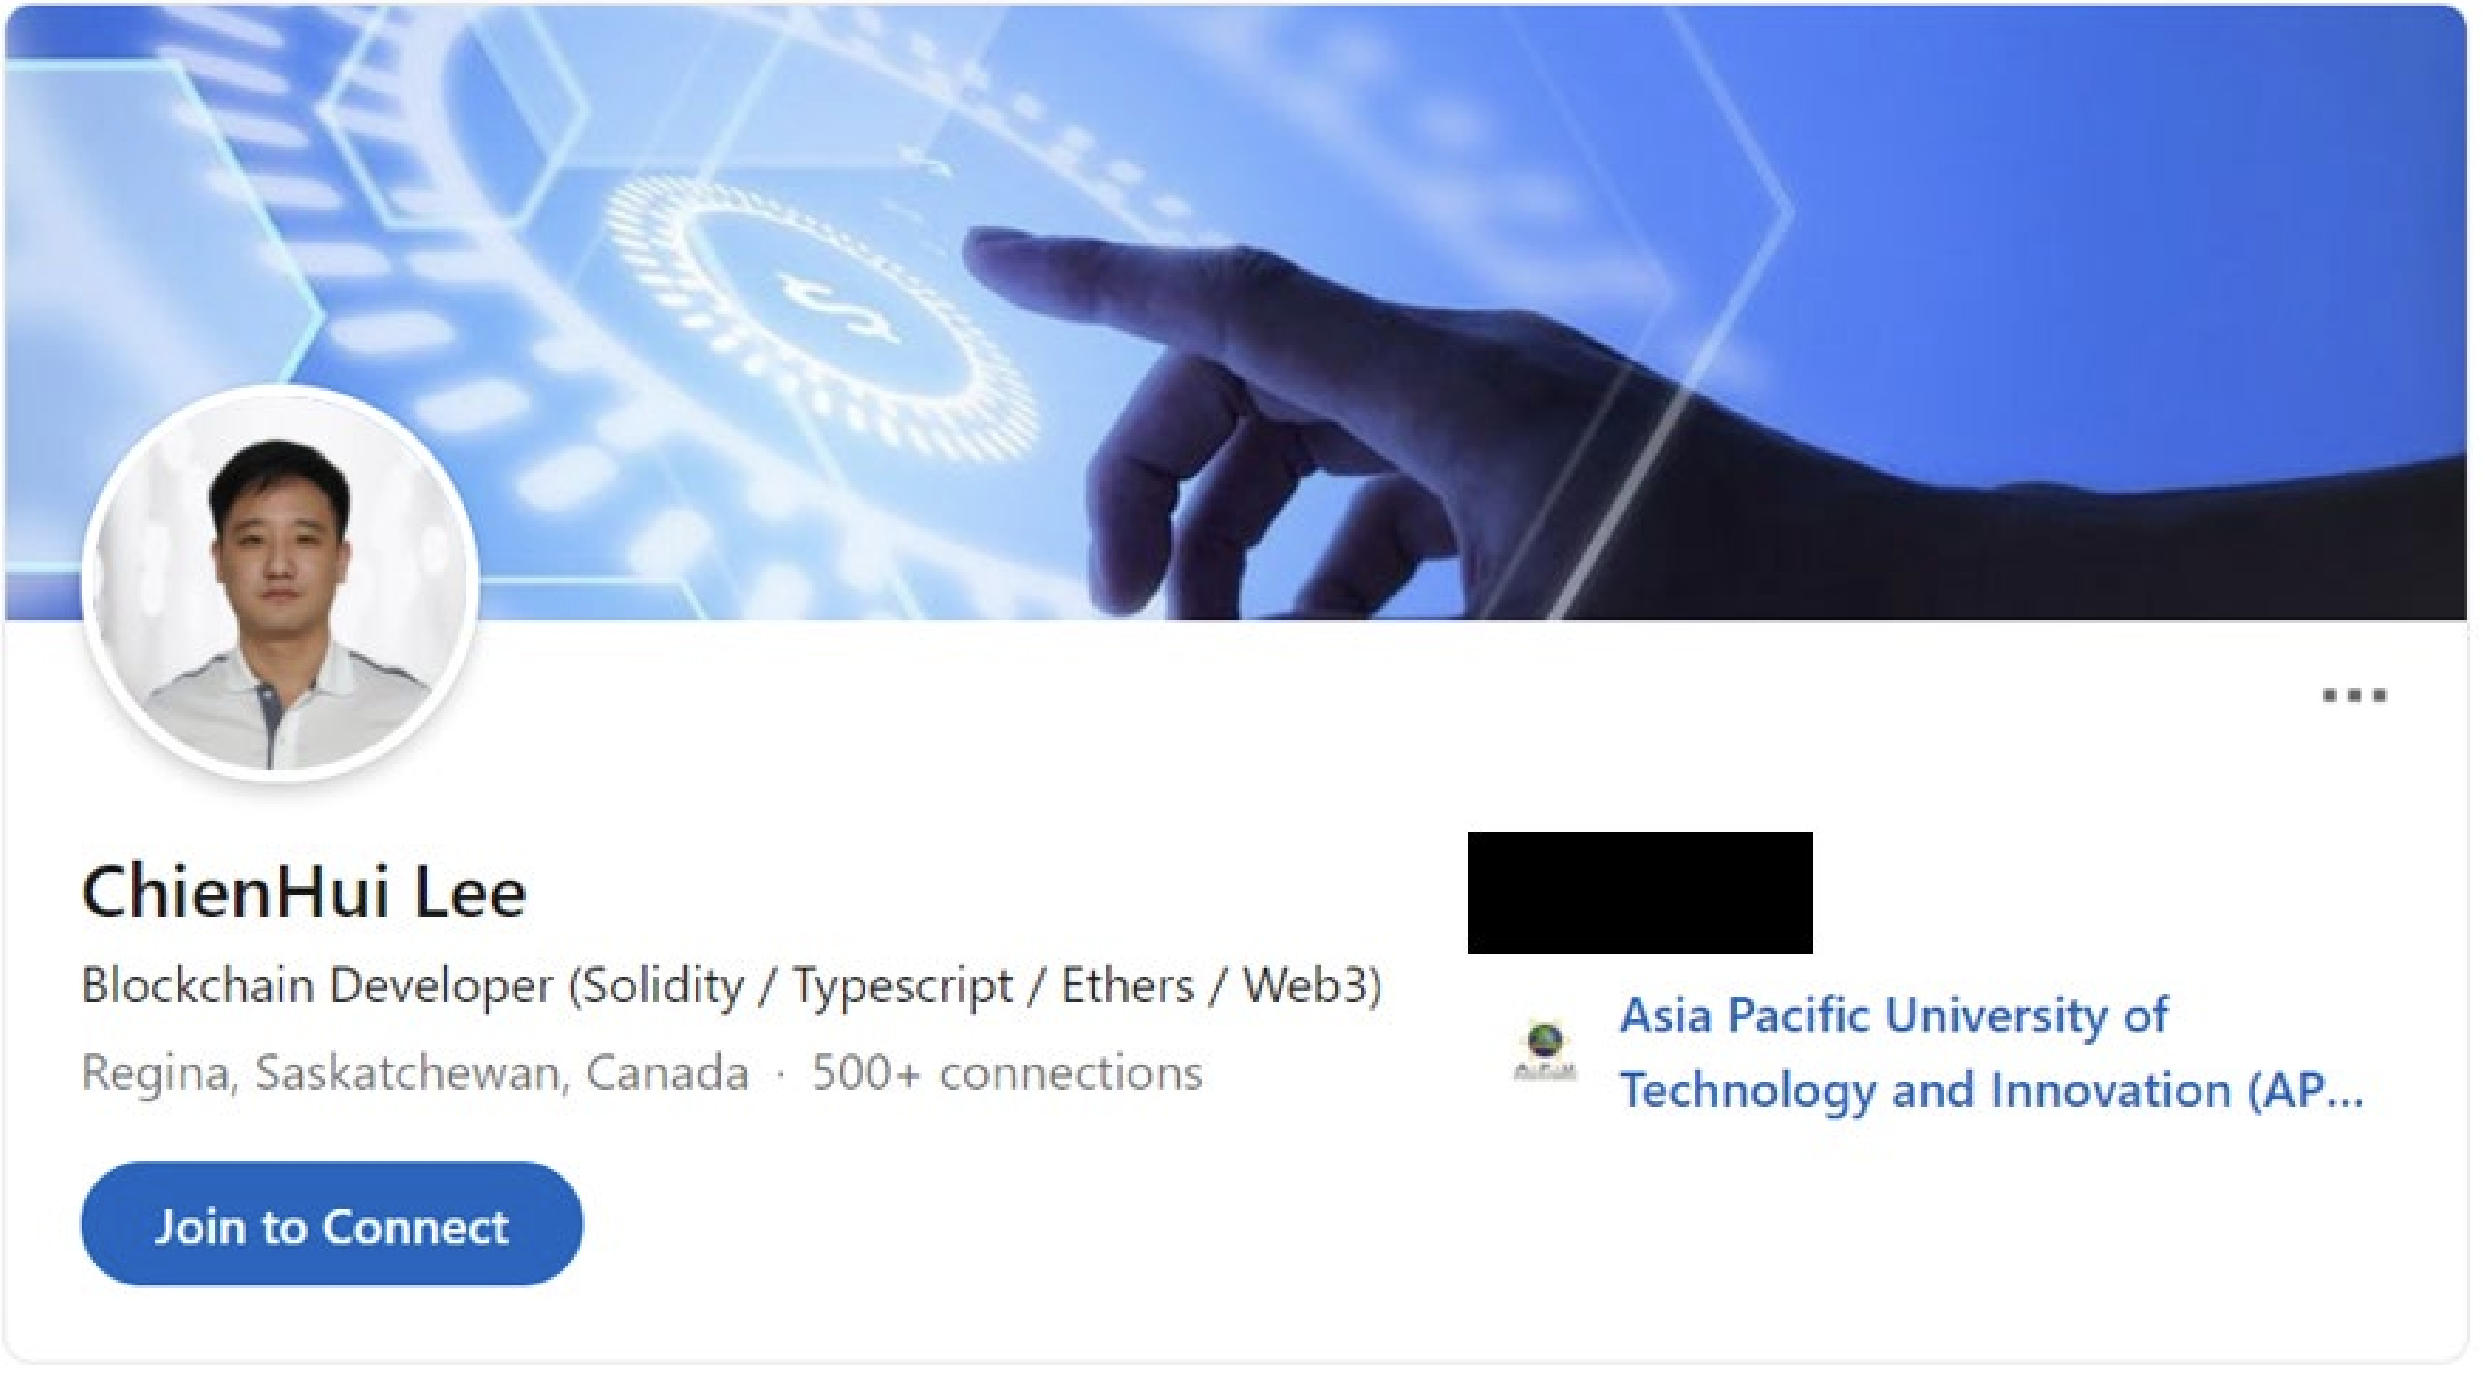 ChienHui Lee
Blockchain Developer (Solidity / Typescript / Ethers / Web3)
Regina, Saskatchewan, Canada · 500+ connections
Join to Connect
Asia Pacific University of
Technology and Innovation (AP...